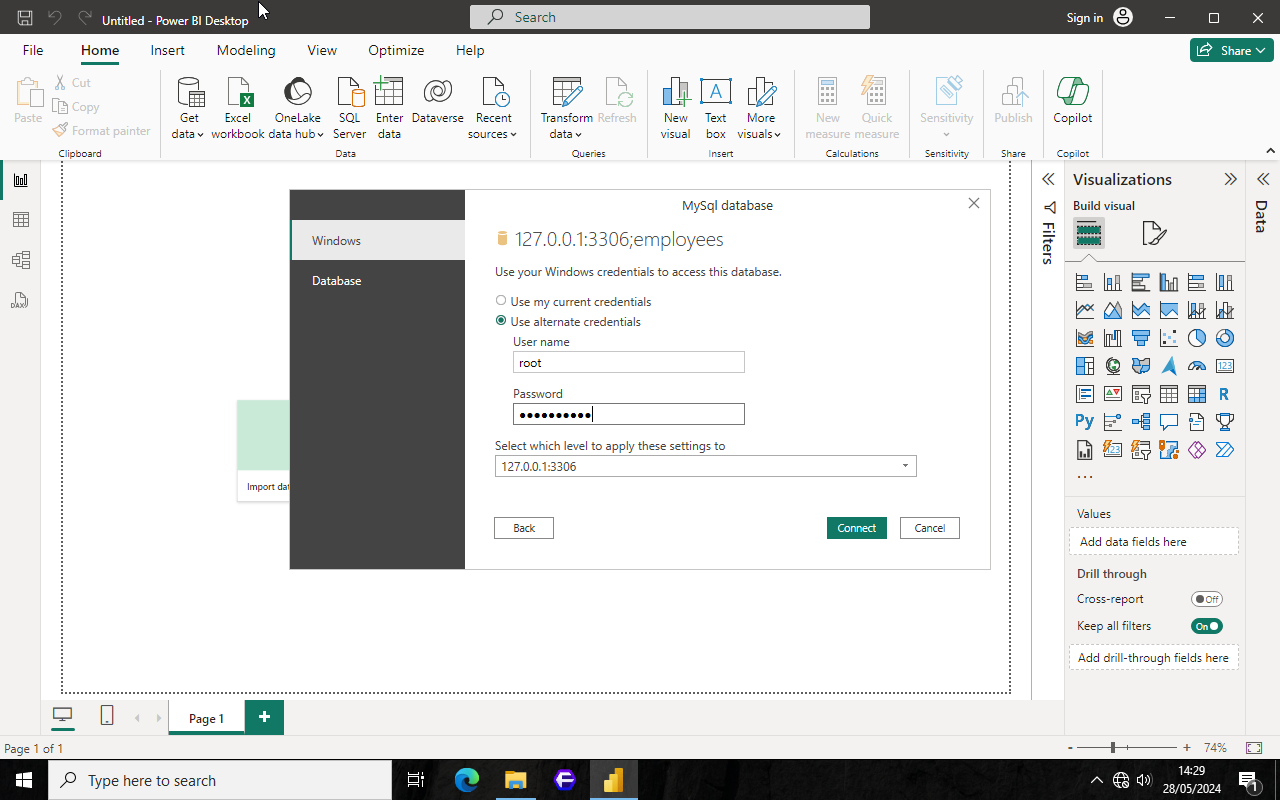 Untitled - Power BI Desktop
Search
Sign in
File
Home
Insert
Modeling
View
Optimize
Help
Share
Paste
Cut
Copy
Format painter
Clipboard
Get data
Excel workbook
OneLake data hub
SQL Server
Enter data
Dataverse
Recent sources
Data
Transform data
Refresh
Queries
New visual
Text box
More visuals
Insert
New measure
Quick measure
Calculations
Sensitivity
Sensitivity
Publish
Share
Copilot
Copilot
MySql database
Windows
Database
127.0.0.1:3306;employees
Use your Windows credentials to access this database.
Use my current credentials
Use alternate credentials
User name
root
Password
Select which level to apply these settings to
127.0.0.1:3306
Back
Connect
Cancel
Import dat
Filters
Visualizations
Build visual
Data
Values
Add data fields here
Drill through
Cross-report
Off
Keep all filters
On
Add drill-through fields here
Page 1
Page 1 of 1
74%
Type here to search
14:29
28/05/2024
1